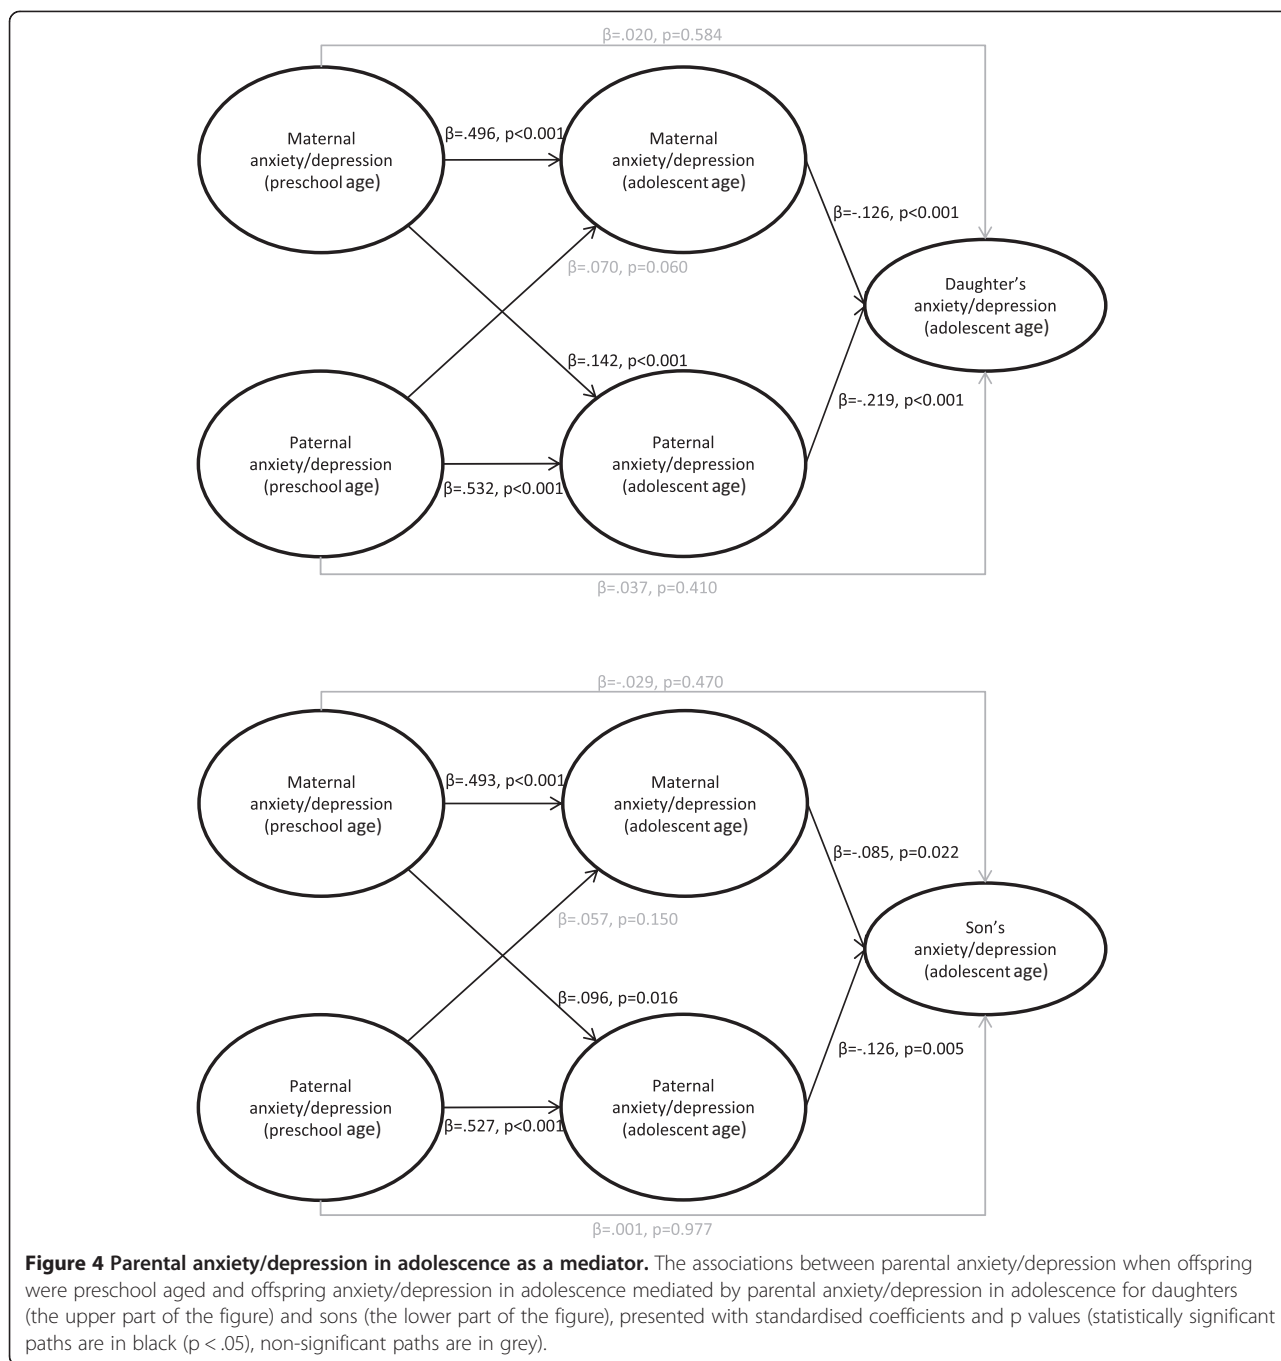 β=.020, p=0.584
Maternal
anxiety/depression
(preschool age)
β=.496, p<0.001
Maternal
anxiety/depression
(adolescent age)
β=-.126, p<0.001
β=.070, p=0.060
Daughter's
anxiety/depression
(adolescent age)
β=.142, p<0.001
β=-.219, p<0.001
Paternal
anxiety/depression
(preschool age)
β=.532, p<0.001
Paternal
anxiety/depression
(adolescent age)
β=.037, p=0.410
β=-.029, p=0.470
Maternal
anxiety/depression
(preschool age)
β=.493, p<0.001
Maternal
anxiety/depression
(adolescent age)
β=-.085, p=0.022
β=.057, p=0.150
Son's
anxiety/depression
(adolescent age)
β=.096, p=0.016
β=-.126, p=0.005
Paternal
anxiety/depression
(preschool age)
β=.527, p<0.001
Paternal
anxiety/depression
(adolescent age)
β=.001, p=0.977
Figure 4 Parental anxiety/depression in adolescence as a mediator. The associations between parental anxiety/depression when offspring
were preschool aged and offspring anxiety/depression in adolescence mediated by parental anxiety/depression in adolescence for daughters
(the upper part of the figure) and sons (the lower part of the figure), presented with standardised coefficients and p values (statistically significant
paths are in black (p < .05), non-significant paths are in grey).